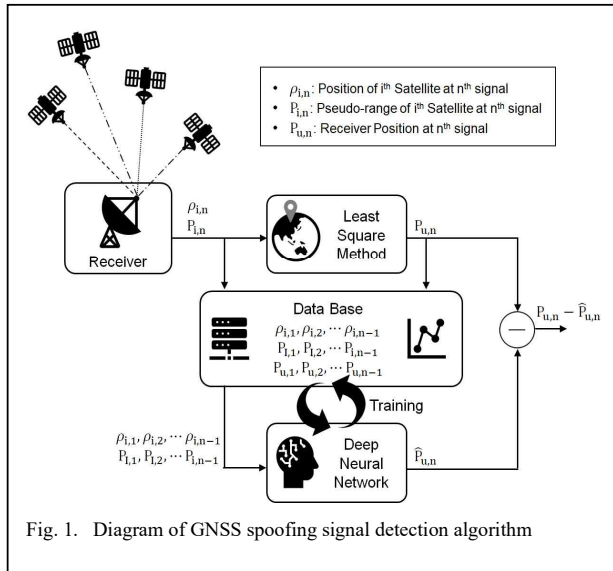 • ρi,n: Position of ith Satellite at nth signal
• Pi,n: Pseudo-range of ith Satellite at nth signal
• Pu,n: Receiver Position at nth signal
ρi,n
Pi,n
Receiver
Least
Square
Method
Pu,n
Data Base
ρi,1, ρi,2, ⋯ ρi,n−1
PI,1, PI,2, ⋯ Pi,n−1
Pu,1, Pu,2, ⋯ Pu,n−1
Pu,n − P̂u,n
Training
ρi,1, ρi,2, ⋯ ρi,n−1
PI,1, PI,2, ⋯ Pi,n−1
Deep
Neural
Network
P̂u,n
Fig. 1. Diagram of GNSS spoofing signal detection algorithm